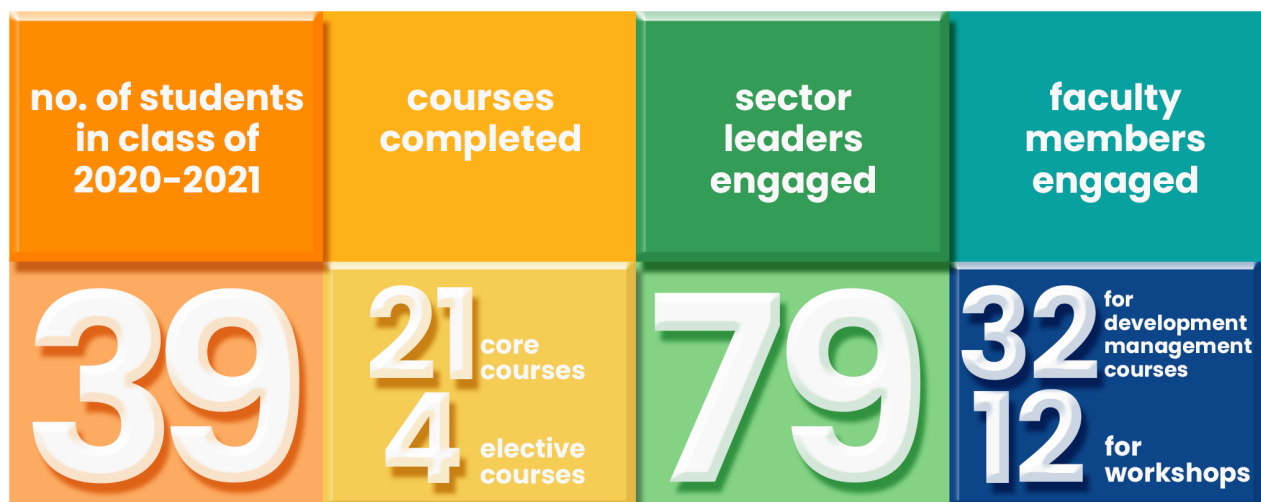 no. of students
in class of
2020-2021
courses
completed
sector
leaders
engaged
faculty
members
engaged
39
21 core
courses
4 elective
courses
79
32 for
development
management
courses
12 for
workshops